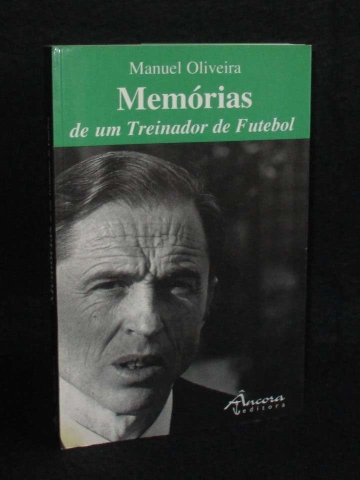 Manuel Oliveira
Memórias
de um Treinador de Futebol
Âncora
editora